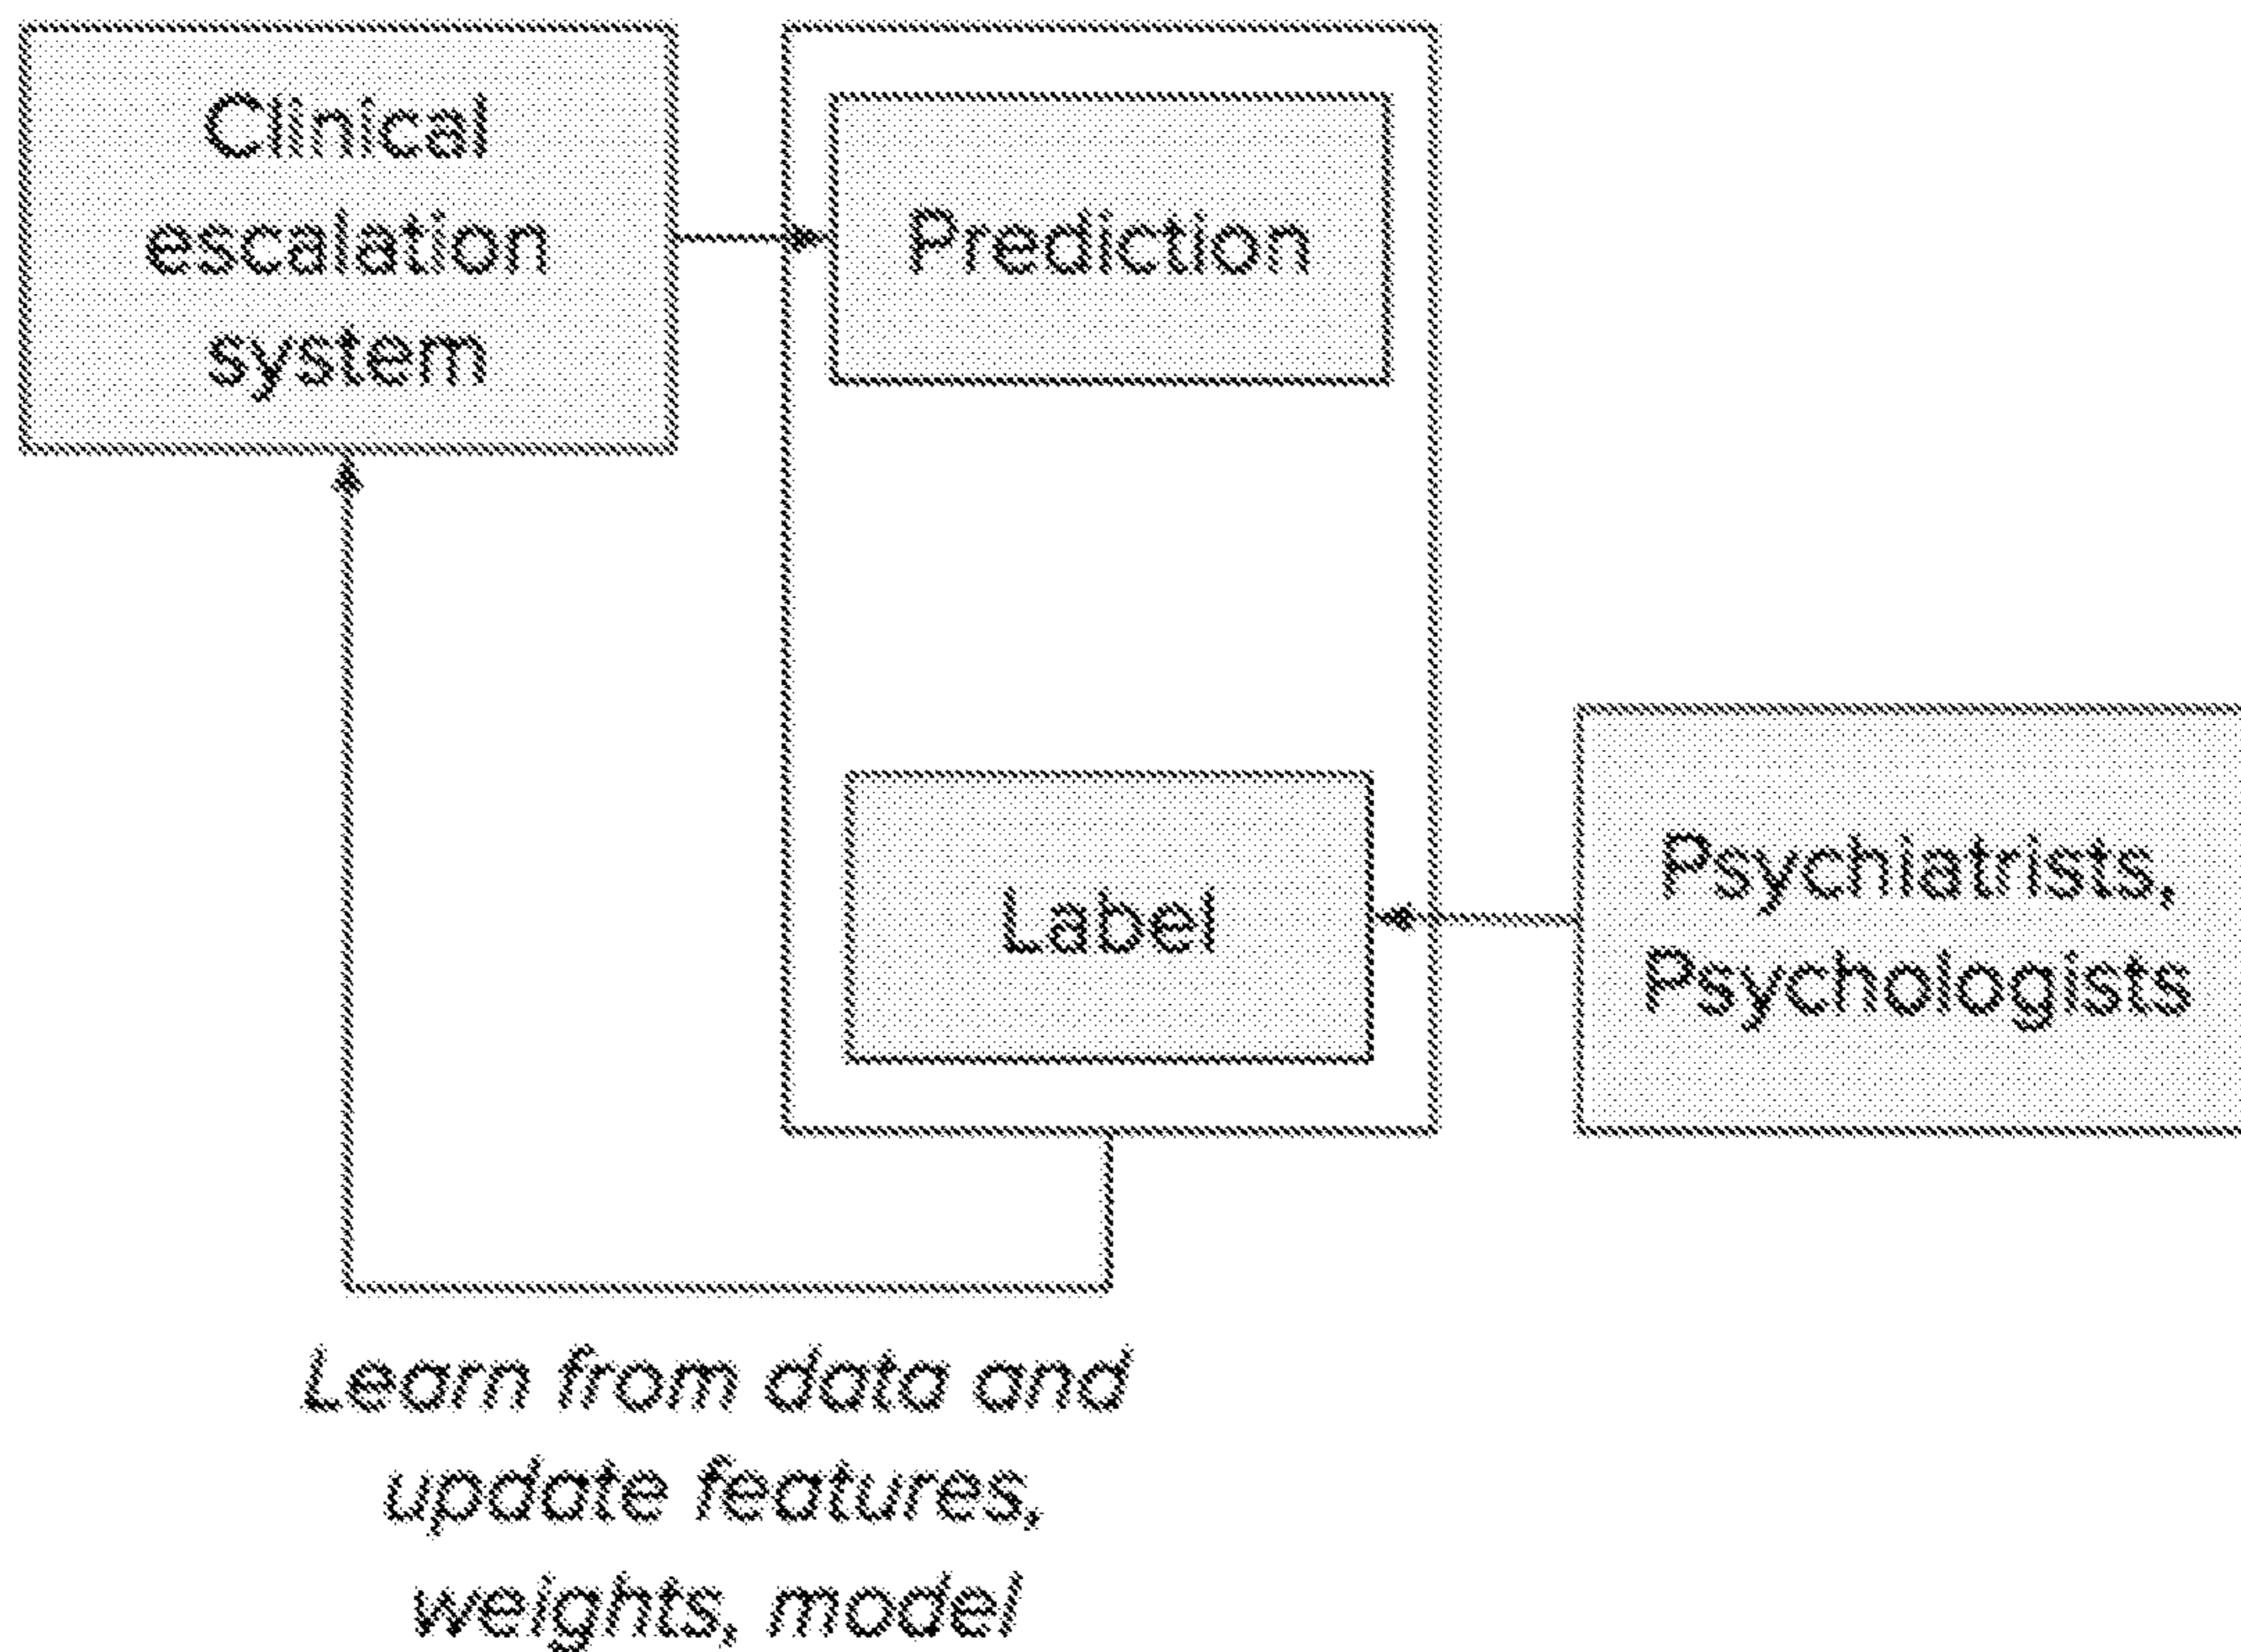 Clinical
escalation
system
Prediction
Label
Psychiatrists,
Psychologists
Learn from data and
update features,
weights, model